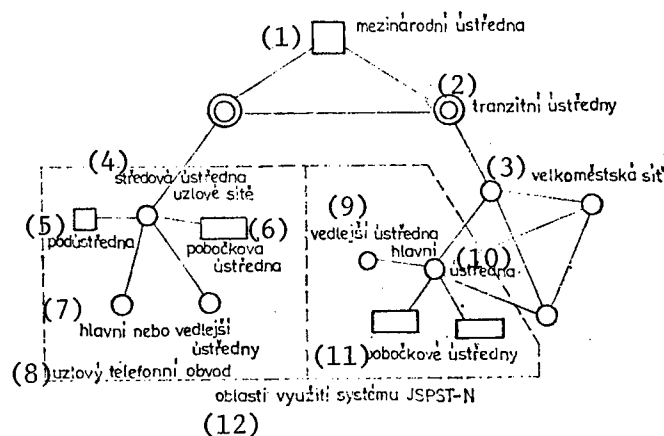 (1)
mezinárodní ústředna
(2)
tranzitní ústředny
(3)
velkoměstská síť
(4)
středová ústředna
uzlové sítě
(5)
podústředna
(6)
pobočková
ústředna
(7)
hlavní nebo vedlejší
ústředny
(8)
uzlový telefonní obvod
(9)
vedlejší ústředna
hlavní
(10)
ústředna
(11)
pobočkové ústředny
oblasti využití systému JSPST-N
(12)